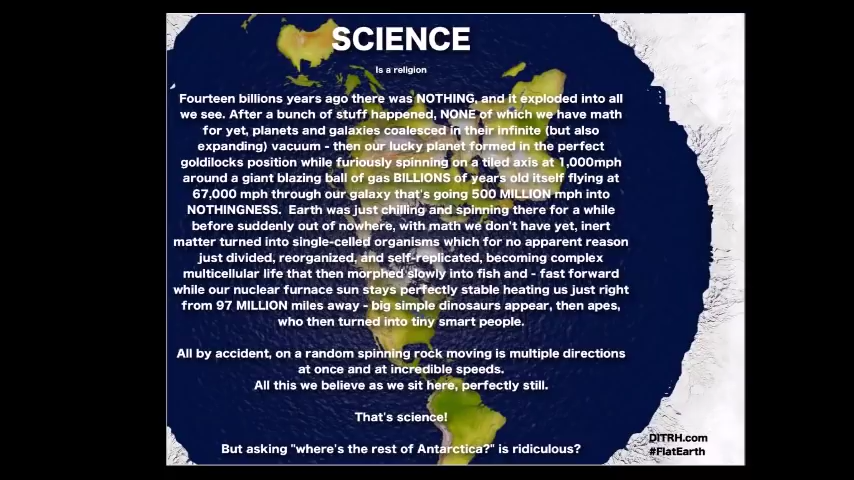 SCIENCE
Is a religion
Fourteen billions years ago there was NOTHING, and it exploded into all
we see. After a bunch of stuff happened, NONE of which we have math
for yet, planets and galaxies coalesced in their infinite (but also
expanding) vacuum - then our lucky planet formed in the perfect
goldilocks position while furiously spinning on a tiled axis at 1,000mph
around a giant blazing ball of gas BILLIONS of years old itself flying at
67,000 mph through our galaxy that's going 500 MILLION mph into
NOTHINGNESS. Earth was just chilling and spinning there for a while
before suddenly out of nowhere, with math we don't have yet, inert
matter turned into single-celled organisms which for no apparent reason
just divided, reorganized, and self-replicated, becoming complex
multicellular life that then morphed slowly into fish and - fast forward
while our nuclear furnace sun stays perfectly stable heating us just right
from 97 MILLION miles away - big simple dinosaurs appear, then apes,
who then turned into tiny smart people.
All by accident, on a random spinning rock moving is multiple directions
at once and at incredible speeds.
All this we believe as we sit here, perfectly still.
That's science!
But asking "where's the rest of Antarctica?" is ridiculous?
DITRH.com
#FlatEarth